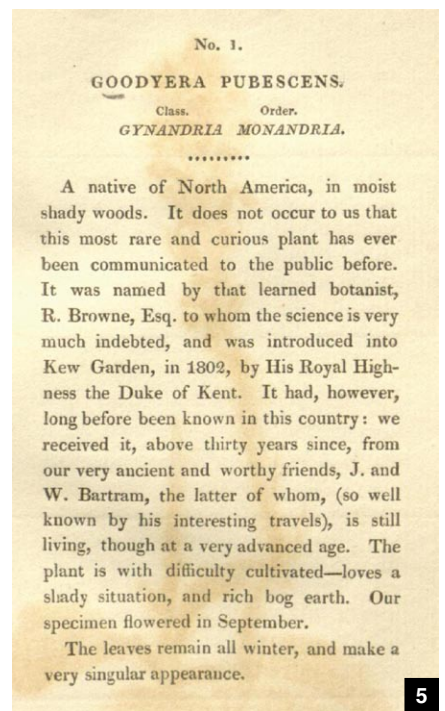 No. 1.
GOODYERA PUBESCENS.
Class. Order.
GYNANDRIA MONANDRIA.
.........
A native of North America, in moist
shady woods. It does not occur to us that
this most rare and curious plant has ever
been communicated to the public before.
It was named by that learned botanist,
R. Browne, Esq. to whom the science is very
much indebted, and was introduced into
Kew Garden, in 1802, by His Royal High-
ness the Duke of Kent. It had, however,
long before been known in this country: we
received it, above thirty years since, from
our very ancient and worthy friends, J. and
W. Bartram, the latter of whom, (so well
known by his interesting travels), is still
living, though at a very advanced age. The
plant is with difficulty cultivated—loves a
shady situation, and rich bog earth. Our
specimen flowered in September.
The leaves remain all winter, and make a
very singular appearance.
5